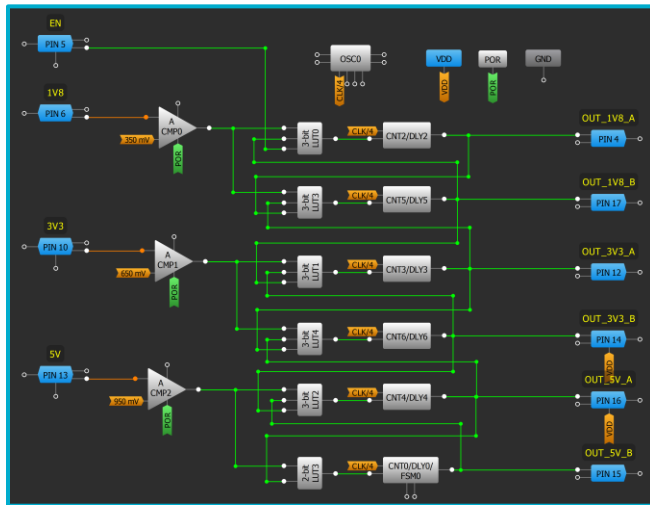 EN
PIN 5
OSC0
VDD
POR
GND
CLK/4
VDD
POR
1V8
PIN 6
A
CMP0
350 mV
POR
3-bit
LUT0
CLK/4
CNT2/DLY2
OUT_1V8_A
PIN 4
3-bit
LUT3
CLK/4
CNT5/DLY5
OUT_1V8_B
PIN 17
3V3
PIN 10
A
CMP1
650 mV
POR
3-bit
LUT1
CLK/4
CNT3/DLY3
OUT_3V3_A
PIN 12
3-bit
LUT4
CLK/4
CNT6/DLY6
OUT_3V3_B
PIN 14
VDD
5V
PIN 13
A
CMP2
950 mV
POR
3-bit
LUT2
CLK/4
CNT4/DLY4
OUT_5V_A
PIN 16
VDD
2-bit
LUT3
CLK/4
CNT0/DLY0/
FSM0
OUT_5V_B
PIN 15